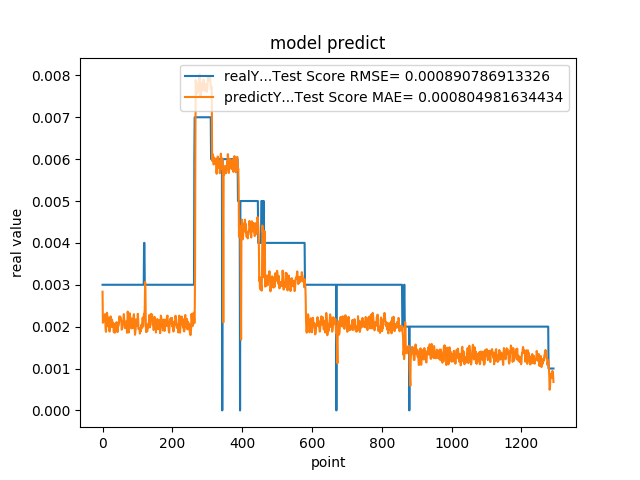 model predict
realY...Test Score RMSE= 0.000890786913326
predictY...Test Score MAE= 0.000804981634434
0.008
0.007
0.006
0.005
0.004
0.003
0.002
0.001
0.000
real value
0 200 400 600 800 1000 1200
point